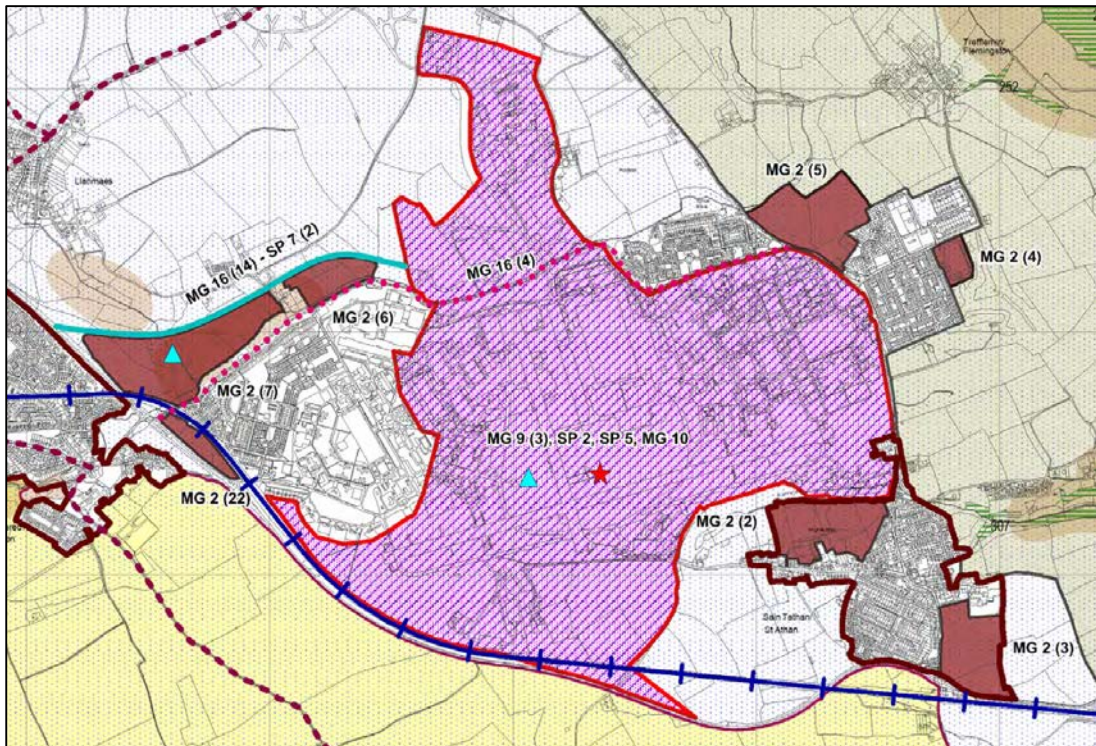 Trefflemin/
Flemingston
252
MG 2 (5)
Llanmaes
MG 16 (14) - SP 7 (2)
MG 16 (4)
MG 2 (4)
MG 2 (6)
MG 2 (7)
MG 9 (3), SP 2, SP 5, MG 10
MG 2 (22)
MG 2 (2)
307
Sain Tathan
St Athan
MG 2 (3)